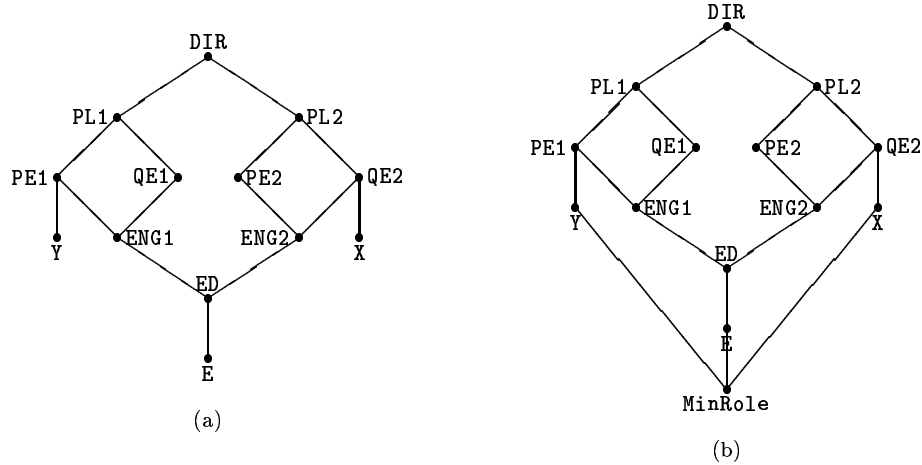 DIR
PL1 PL2
PE1 QE1 PE2 QE2
Y ENG1 ENG2 X
ED
E
(a)
DIR
PL1 PL2
PE1 QE1 PE2 QE2
Y ENG1 ENG2 X
ED
E
MinRole
(b)